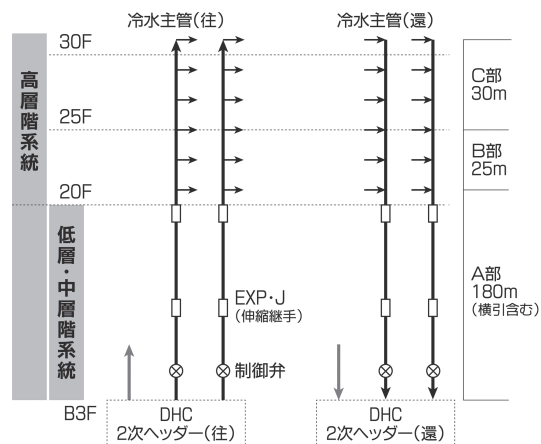 冷水主管(往)
冷水主管(還)
30F
25F
20F
B3F
高層階系統
低層・中層階系統
C部
30m
B部
25m
A部
180m
(横引含む)
EXP・J
(伸縮継手)
制御弁
DHC
2次ヘッダー(往)
DHC
2次ヘッダー(還)